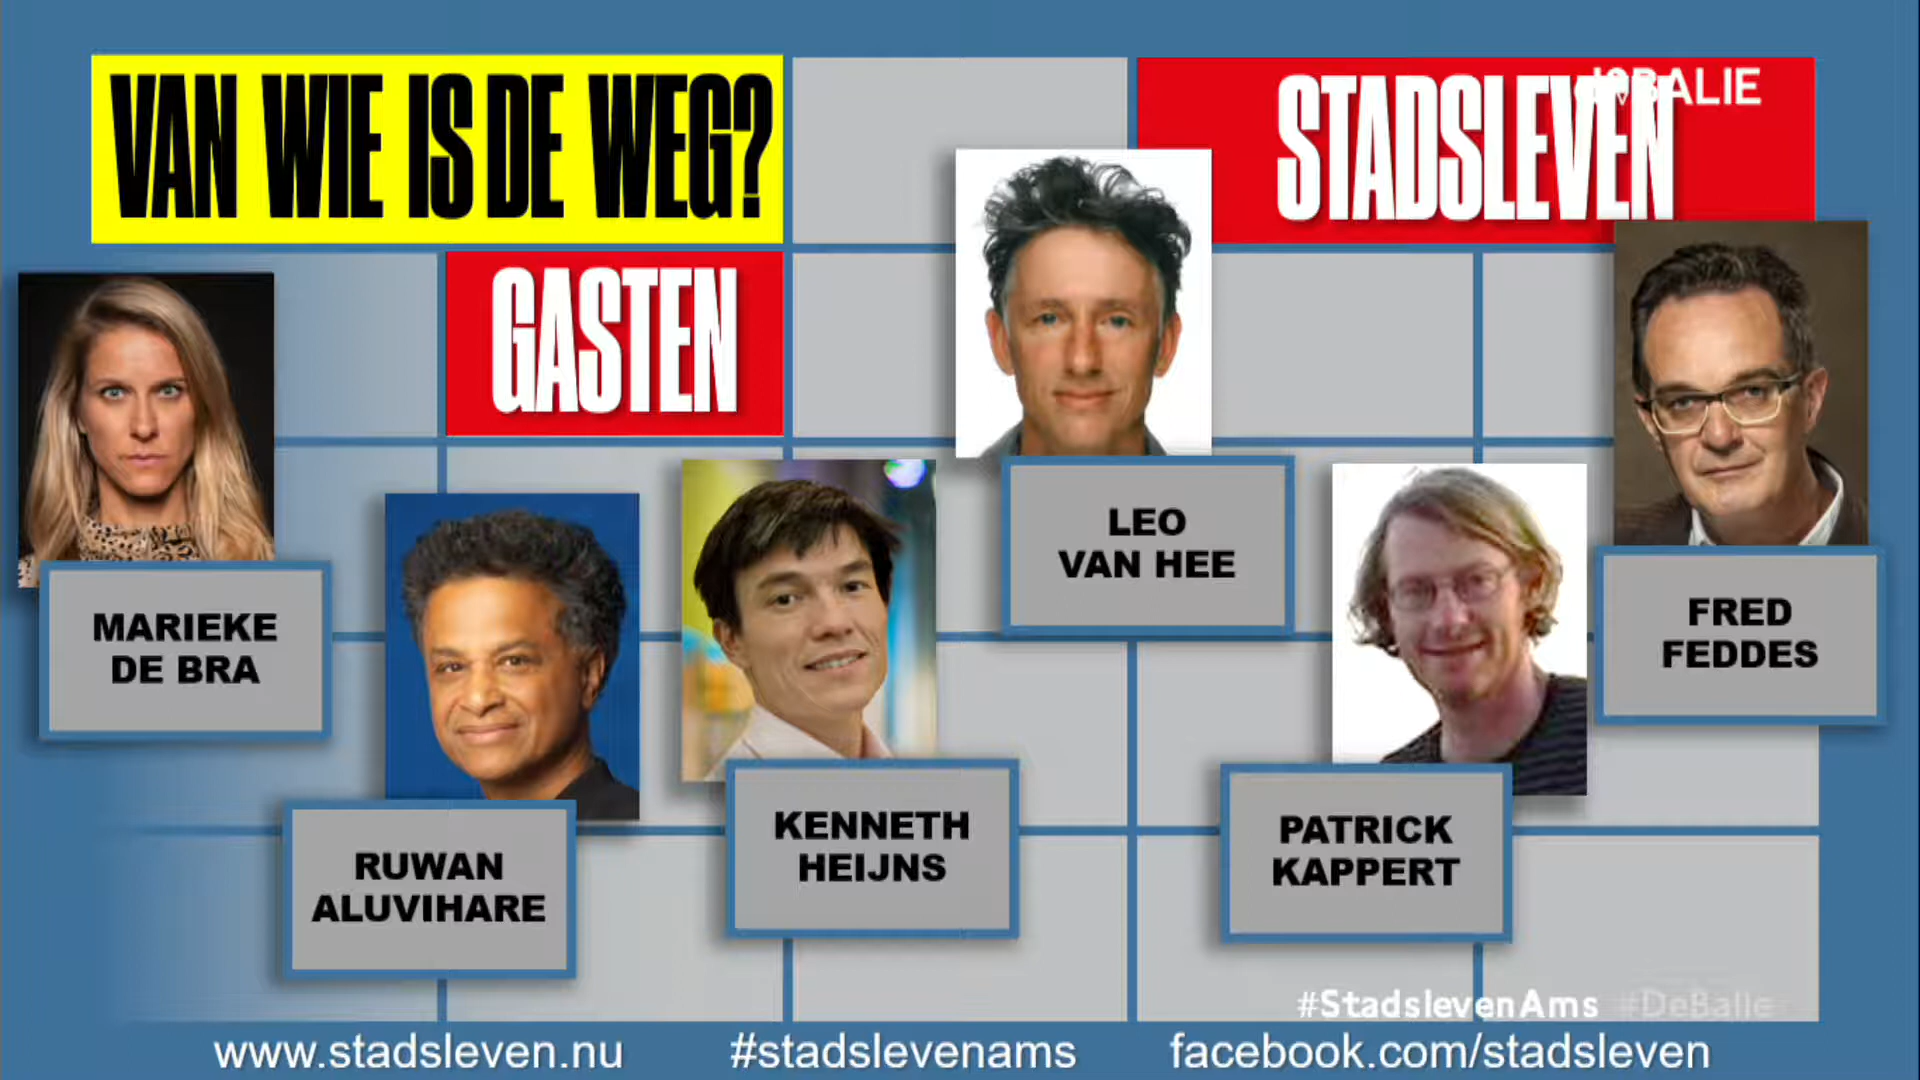 VAN WIE IS DE WEG?
STADSLEVEN
GASTEN
LEO
VAN HEE
MARIEKE
DE BRA
FRED
FEDDES
RUWAN
ALUVIHARE
KENNETH
HEIJNS
PATRICK
KAPPERT
#StadslevenAms #DeBalie
www.stadsleven.nu #stadslevenams facebook.com/stadsleven